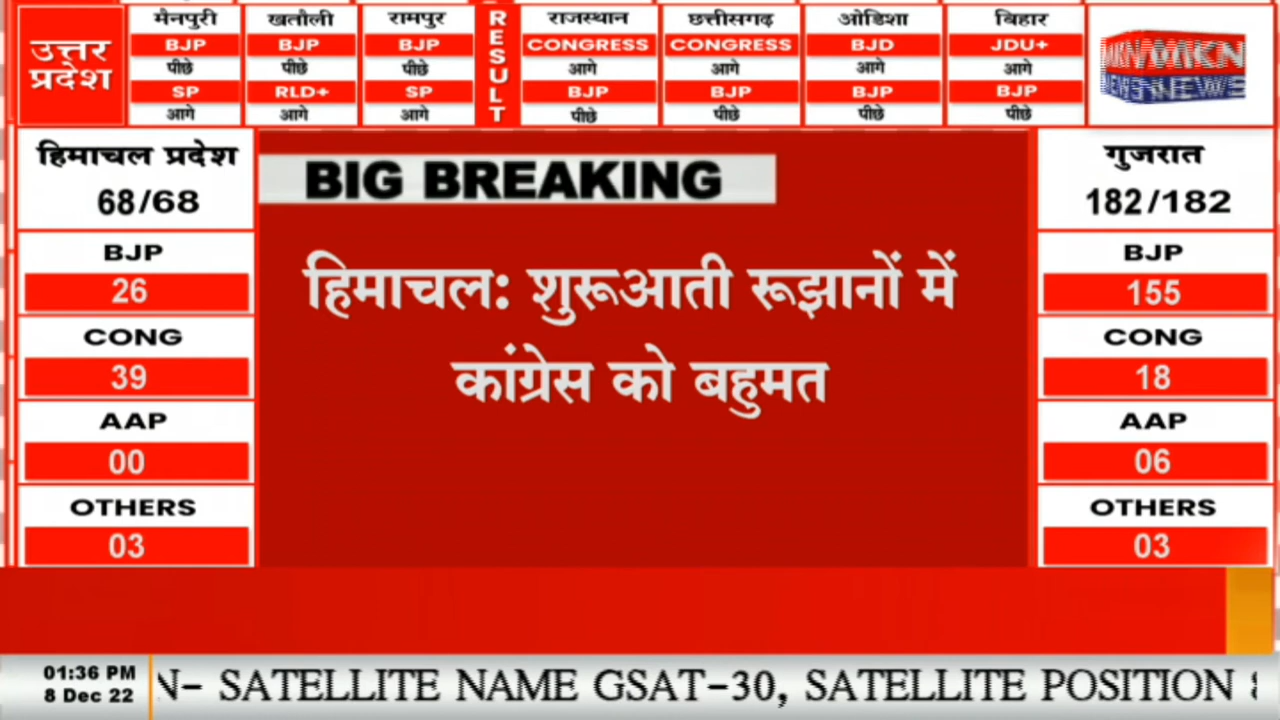 उत्तर
प्रदेश
मैनपुरी
BJP
पीछे
SP
आगे
खतौली
BJP
पीछे
RLD+
आगे
रामपुर
BJP
पीछे
SP
आगे
RESULT
राजस्थान
CONGRESS
आगे
BJP
पीछे
छत्तीसगढ़
CONGRESS
आगे
BJP
पीछे
ओडिशा
BJD
आगे
BJP
पीछे
बिहार
JDU+
आगे
BJP
पीछे
हिमाचल प्रदेश
68/68
BJP
26
CONG
39
AAP
00
OTHERS
03
BIG BREAKING
हिमाचल: शुरूआती रूझानों में
कांग्रेस को बहुमत
गुजरात
182/182
BJP
155
CONG
18
AAP
06
OTHERS
03
01:36 PM
8 Dec 22
N- SATELLITE NAME GSAT-30, SATELLITE POSITION